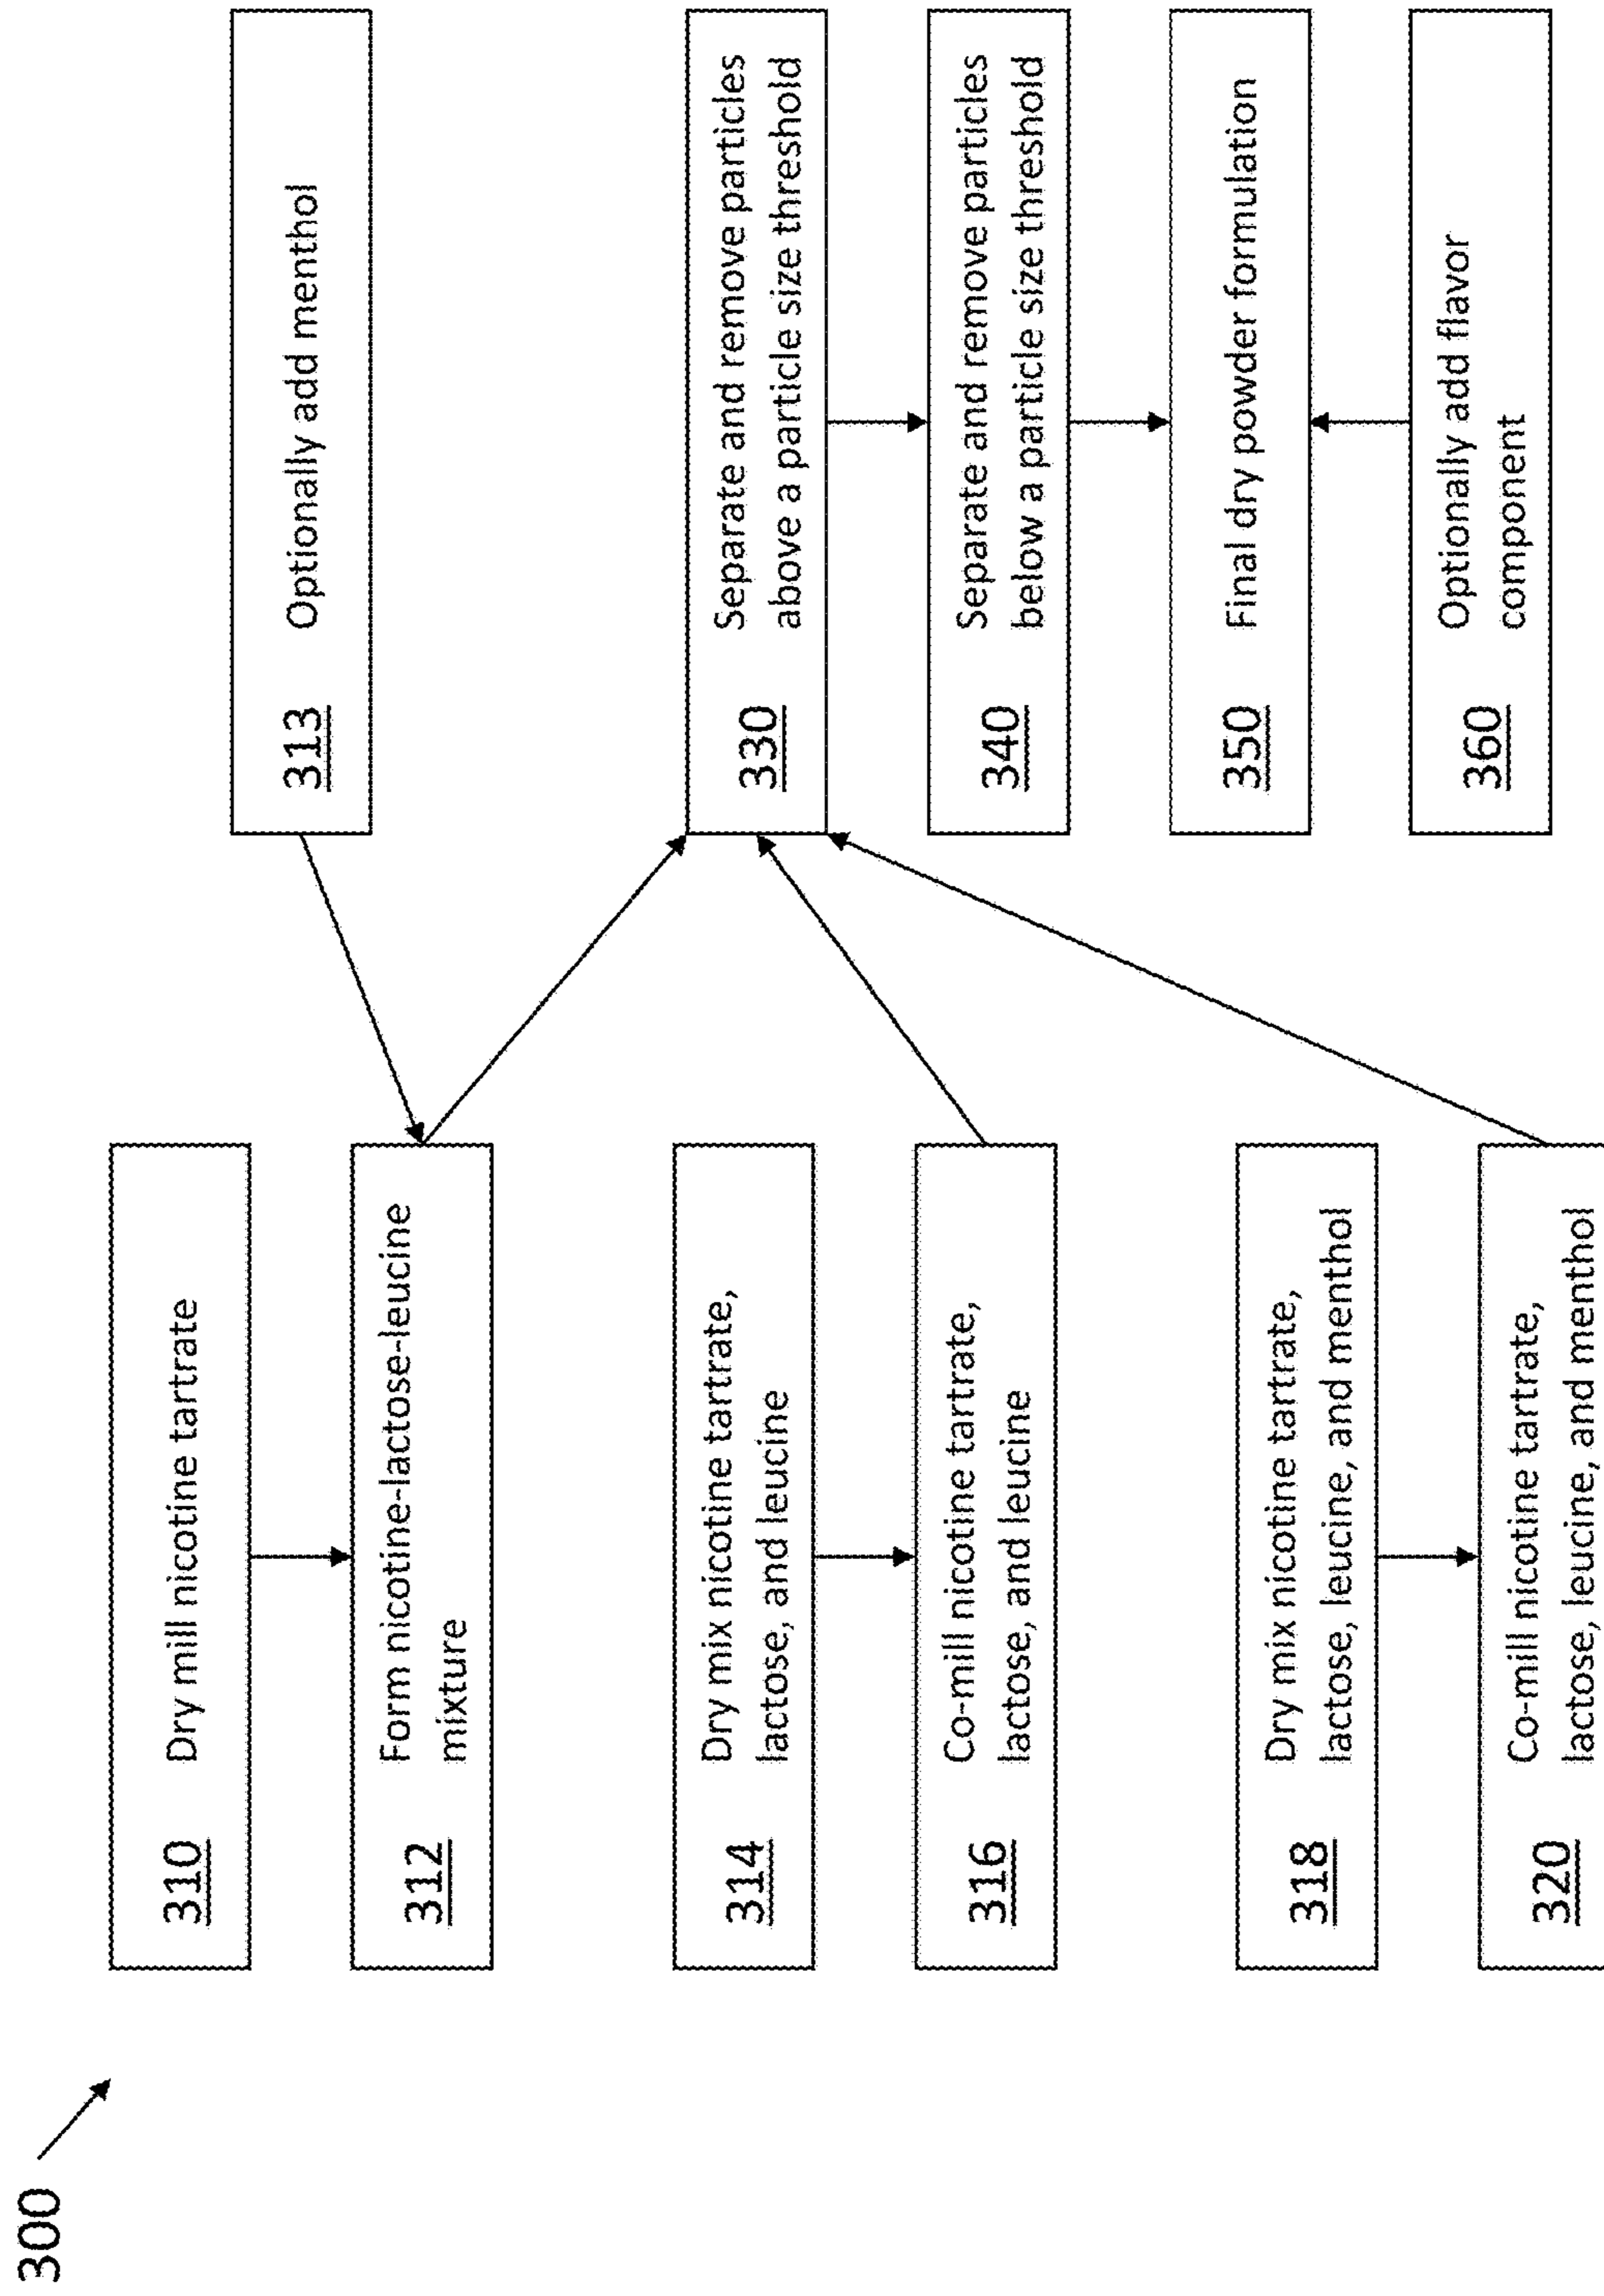 300
310 Dry mill nicotine tartrate
312 Form nicotine-lactose-leucine
mixture
314 Dry mix nicotine tartrate,
lactose, and leucine
316 Co-mill nicotine tartrate,
lactose, and leucine
318 Dry mix nicotine tartrate,
lactose, leucine, and menthol
320 Co-mill nicotine tartrate,
lactose, leucine, and menthol
313 Optionally add menthol
330 Separate and remove particles
above a particle size threshold
340 Separate and remove particles
below a particle size threshold
350 Final dry powder formulation
360 Optionally add flavor
component